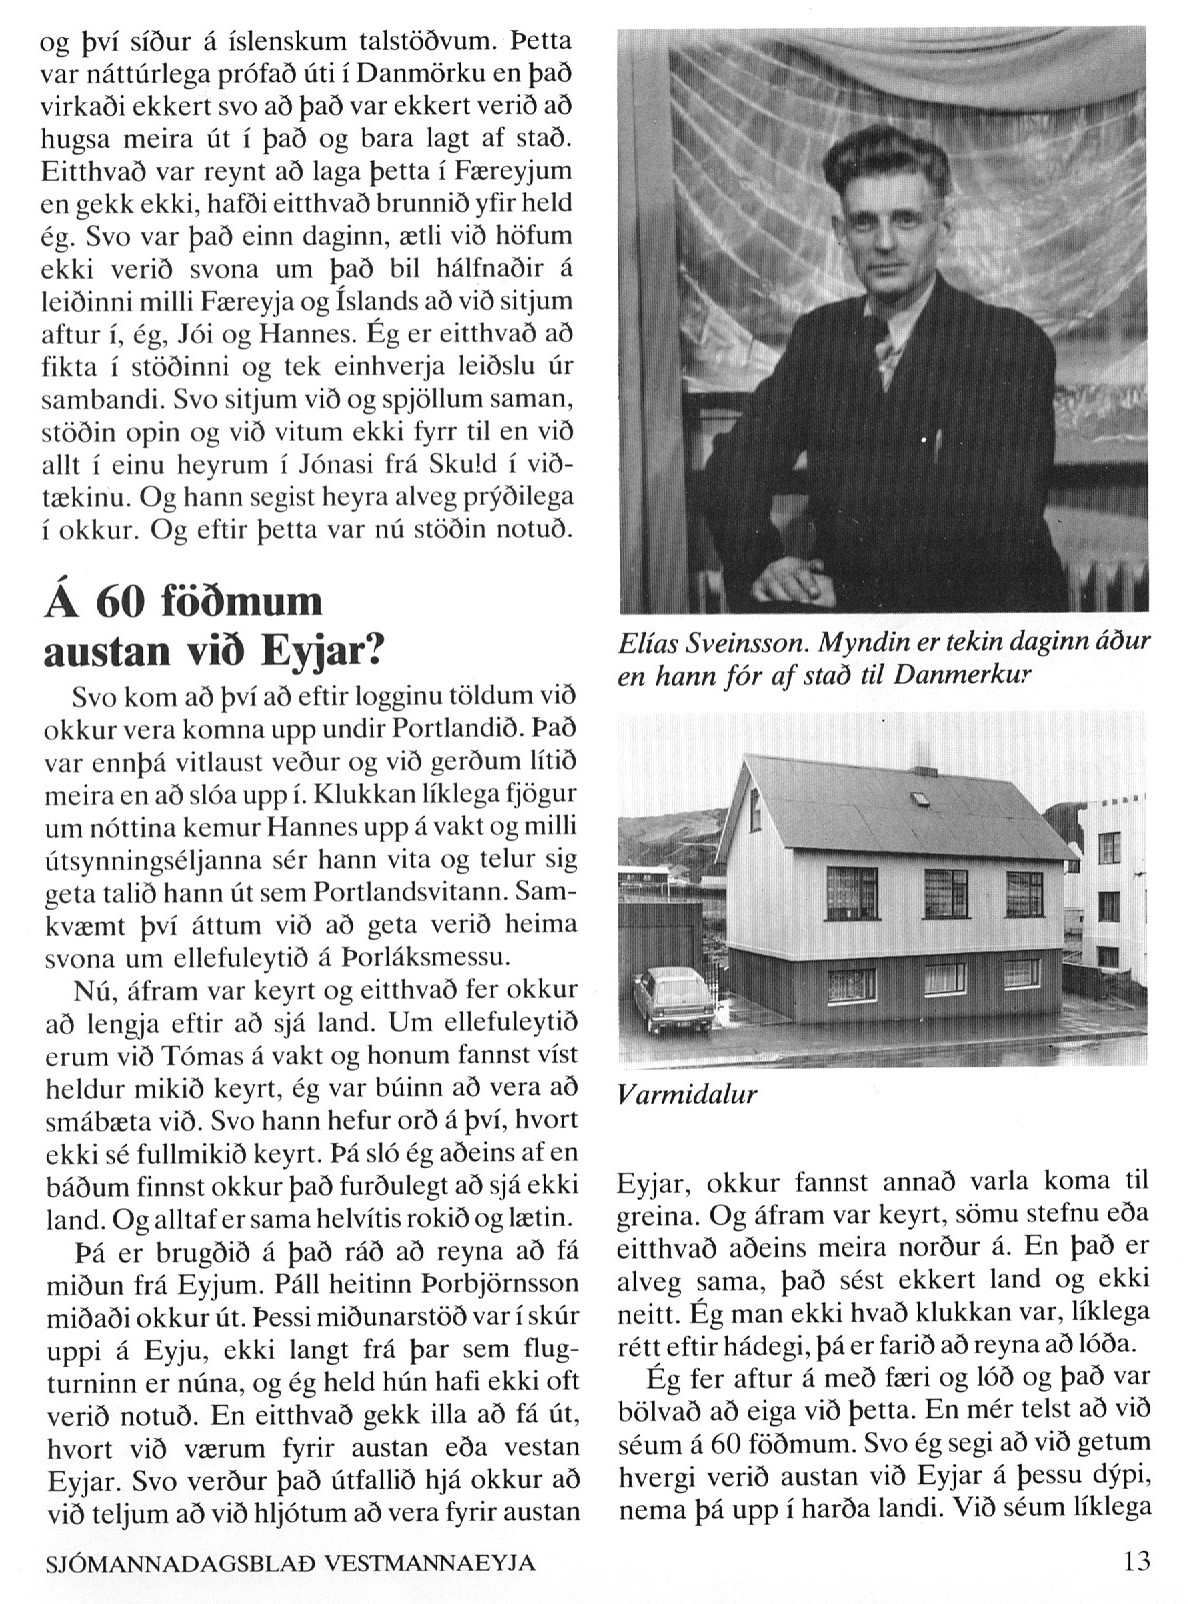 og því síður á íslenskum talstöðvum. Þetta
var náttúrlega prófað úti í Danmörku en það
virkaði ekkert svo að það var ekkert verið að
hugsa meira út í það og bara lagt af stað.
Eitthvað var reynt að laga þetta í Færeyjum
en gekk ekki, hafði eitthvað brunnið yfir held
ég. Svo var það einn daginn, ætli við höfum
ekki verið svona um það bil hálfnaðir á
leiðinni milli Færeyja og Íslands að við sitjum
aftur í, ég, Jói og Hannes. Ég er eitthvað að
fikta í stöðinni og tek einhverja leiðslu úr
sambandi. Svo sitjum við og spjöllum saman,
stöðin opin og við vitum ekki fyrr til en við
allt í einu heyrum í Jónasi frá Skuld í við-
tækinu. Og hann segist heyra alveg prýðilega
í okkur. Og eftir þetta var nú stöðin notuð.
Á 60 föðmum
austan við Eyjar?
Svo kom að því að eftir logginu töldum við
okkur vera komna upp undir Portlandið. Það
var ennþá vitlaust veður og við gerðum lítið
meira en að slóa upp í. Klukkan líklega fjögur
um nóttina kemur Hannes upp á vakt og milli
útsynningséljanna sér hann vita og telur sig
geta talið hann út sem Portlandsvitann. Sam-
kvæmt því áttum við að geta verið heima
svona um ellefuleytið á Þorláksmessu.
Nú, áfram var keyrt og eitthvað fer okkur
að lengja eftir að sjá land. Um ellefuleytið
erum við Tómas á vakt og honum fannst víst
heldur mikið keyrt, ég var búinn að vera að
smábæta við. Svo hann hefur orð á því, hvort
ekki sé fullmikið keyrt. Þá sló ég aðeins af en
báðum finnst okkur það furðulegt að sjá ekki
land. Og alltaf er sama helvítis rokið og lætin.
Þá er brugðið á það ráð að reyna að fá
miðun frá Eyjum. Páll heitinn Þorbjörnsson
miðaði okkur út. Þessi miðunarstöð var í skúr
uppi á Eyju, ekki langt frá þar sem flug-
turninn er núna, og ég held hún hafi ekki oft
verið notuð. En eitthvað gekk illa að fá út,
hvort við værum fyrir austan eða vestan
Eyjar. Svo verður það útfallið hjá okkur að
við teljum að við hljótum að vera fyrir austan
Elías Sveinsson. Myndin er tekin daginn áður
en hann fór af stað til Danmerkur
Varmidalur
Eyjar, okkur fannst annað varla koma til
greina. Og áfram var keyrt, sömu stefnu eða
eitthvað aðeins meira norður á. En það er
alveg sama, það sést ekkert land og ekki
neitt. Ég man ekki hvað klukkan var, líklega
rétt eftir hádegi, þá er farið að reyna að lóða.
Ég fer aftur á með færi og lóð og það var
bölvað að eiga við þetta. En mér telst að við
séum á 60 föðmum. Svo ég segi að við getum
hvergi verið austan við Eyjar á þessu dýpi,
nema þá upp í harða landi. Við séum líklega
SJÓMANNADAGSBLAÐ VESTMANNAEYJA
13